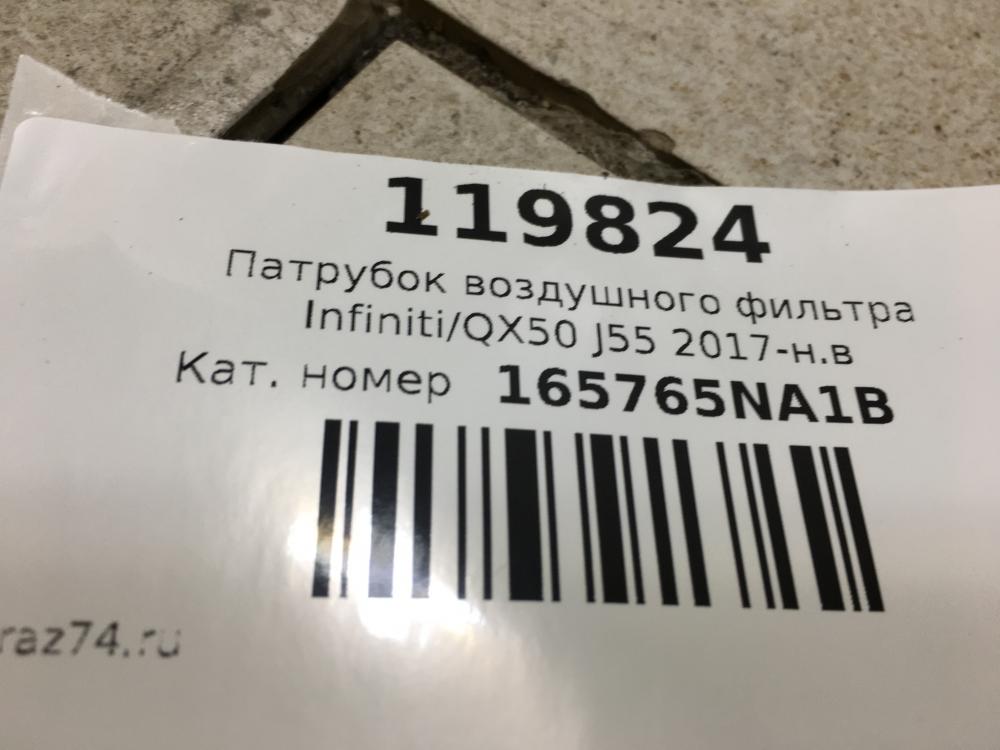 119824
Патрубок воздушного фильтра
Infiniti/QX50 J55 2017-н.в
Кат. номер 165765NA1B
raz74.ru